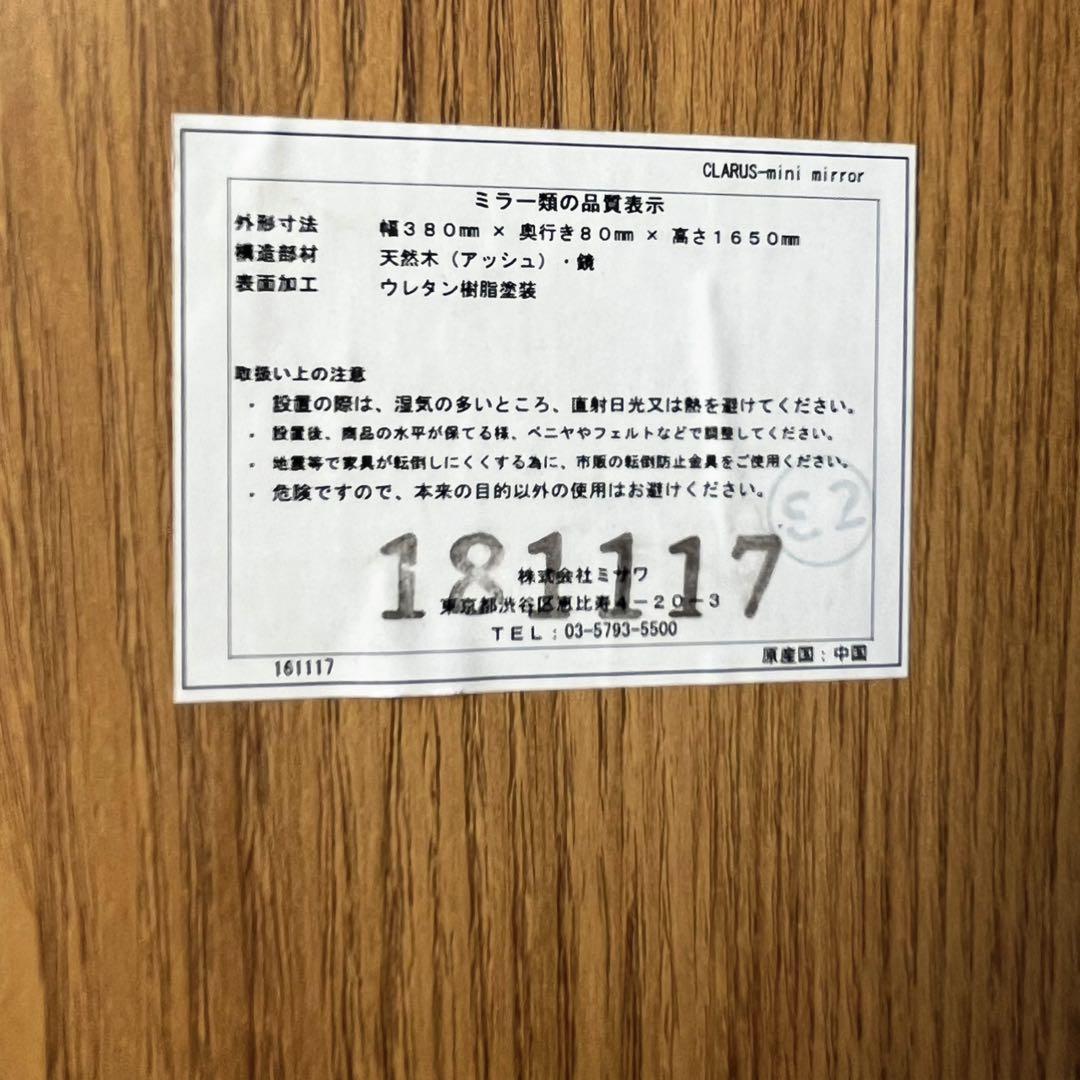 CLARUS-mini mirror
ミラー類の品質表示
外形寸法 幅380mm × 奥行き80mm × 高さ1650mm
構造部材 天然木（アッシュ）・鏡
表面加工 ウレタン樹脂塗装
取扱い上の注意
・ 設置の際は、湿気の多いところ、直射日光又は熱を避けてください。
・ 設置後、商品の水平が保てる様、ベニヤやフェルトなどで調整してください。
・ 地震等で家具が転倒しにくくする為に、市販の転倒防止金具をご使用ください。
・ 危険ですので、本来の目的以外の使用はお避けください。
181117
株式会社ミサワ
東京都渋谷区恵比寿4－20－3
TEL：03-5793-5500
161117 原産国：中国